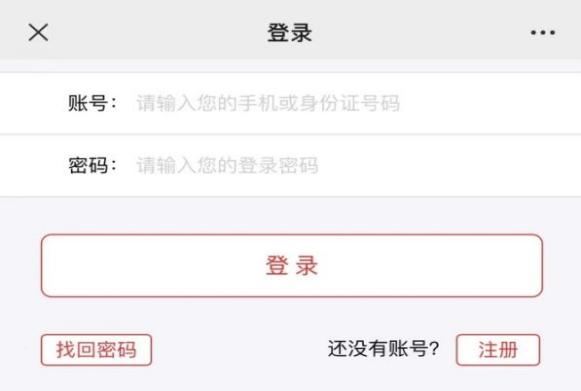 登录
账号： 请输入您的手机或身份证号码
密码： 请输入您的登录密码
登 录
找回密码 还没有账号？ 注册